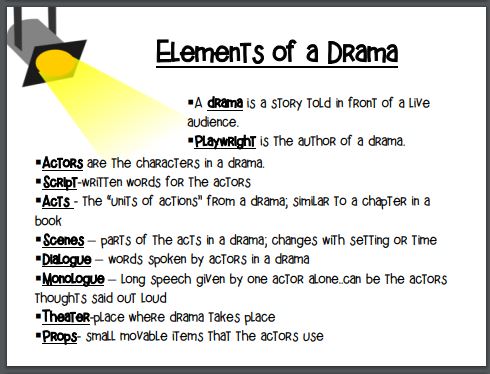 Elements of a Drama
▪A drama is a story told in front of a live
audience.
▪Playwright is the author of a drama.
▪Actors are the characters in a drama.
▪Script-written words for the actors
▪Acts - The "units of actions" from a drama; similar to a chapter in a
book
▪Scenes – parts of the acts in a drama; changes with setting or time
▪Dialogue – words spoken by actors in a drama
▪Monologue – Long speech given by one actor alone...can be the actors
thoughts said out loud
▪Theater-place where drama takes place
▪Props- small movable items that the actors use